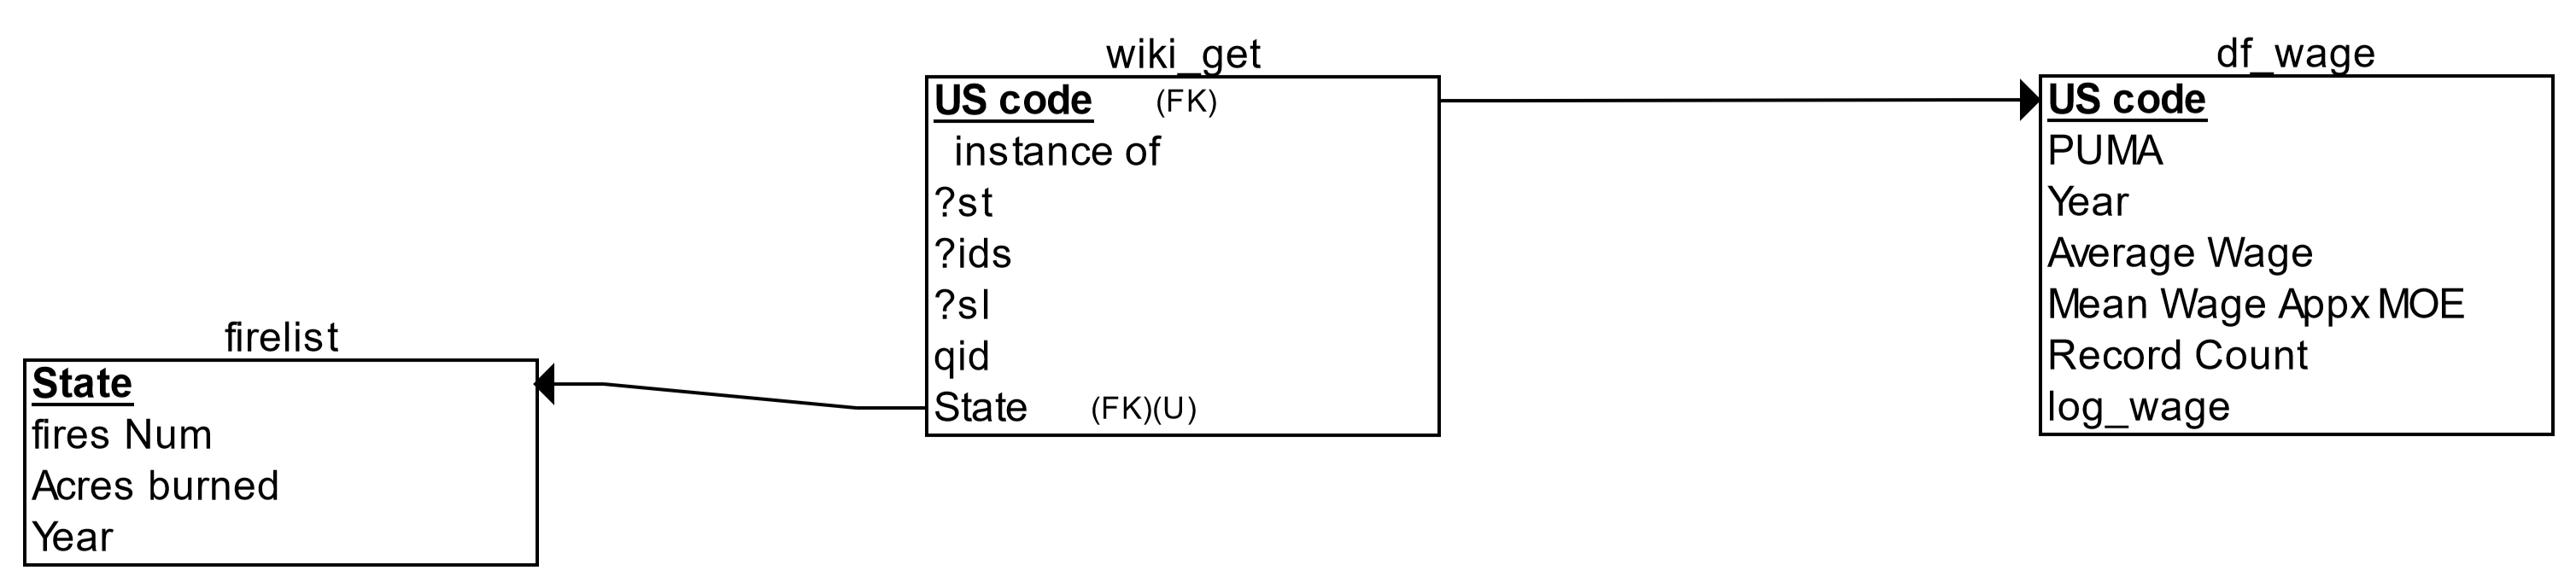 wiki_get
US code (FK)
instance of
?st
?ids
?sl
qid
State (FK)(U)
df_wage
US code
PUMA
Year
Average Wage
Mean Wage Appx MOE
Record Count
log_wage
firelist
State
fires Num
Acres burned
Year